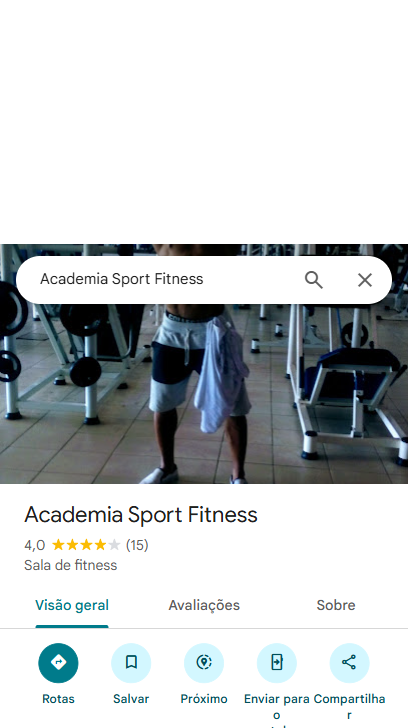 Academia Sport Fitness
Academia Sport Fitness
4,0 (15)
Sala de fitness
Visão geral Avaliações Sobre
Rotas Salvar Próximo Enviar para o Compartilhar